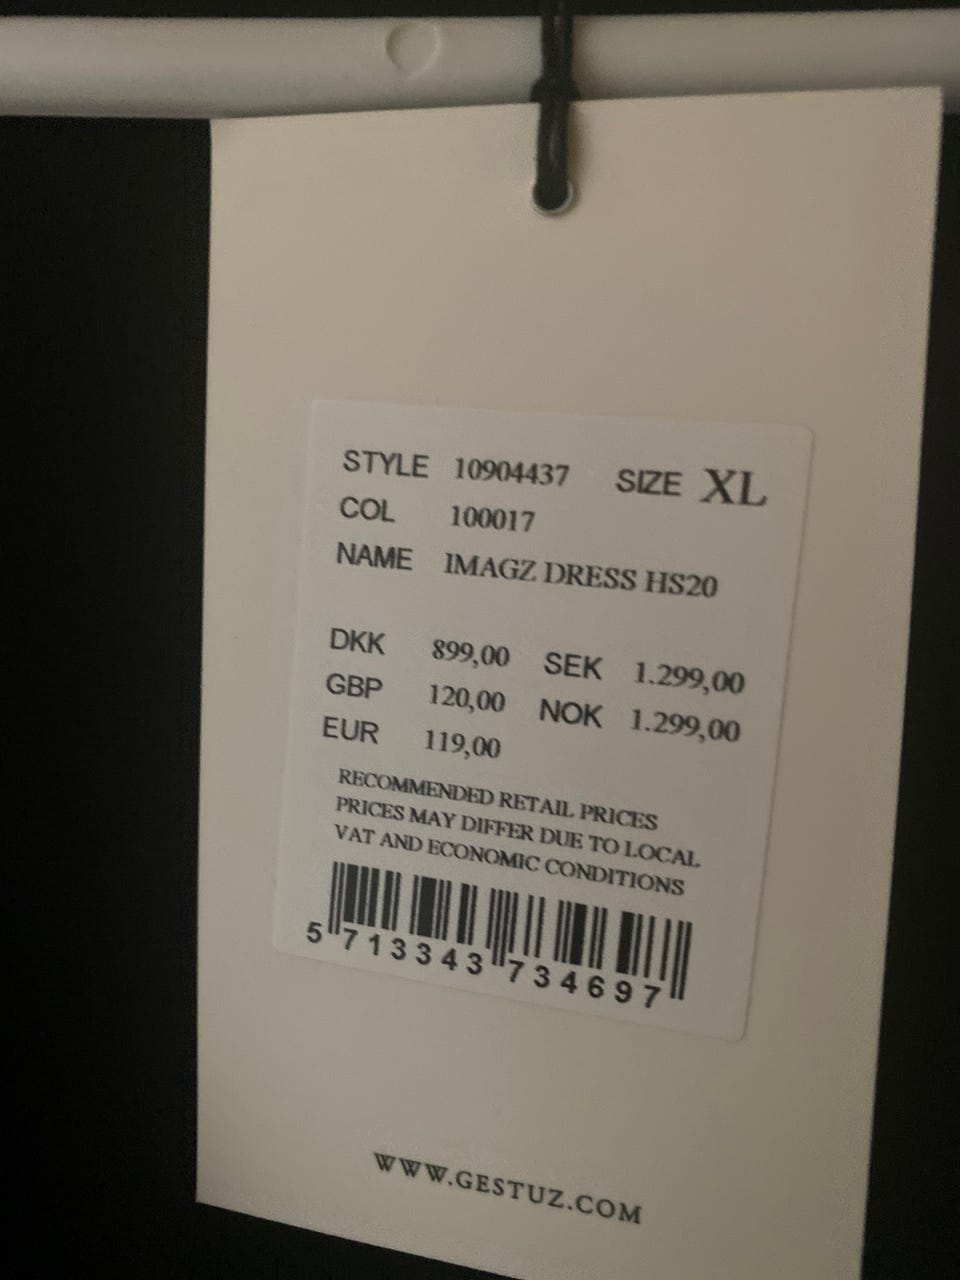 STYLE 10904437 SIZE XL
COL 100017
NAME IMAGZ DRESS HS20
DKK 899,00 SEK 1.299,00
GBP 120,00 NOK 1.299,00
EUR 119,00
RECOMMENDED RETAIL PRICES
PRICES MAY DIFFER DUE TO LOCAL
VAT AND ECONOMIC CONDITIONS
5 713343 734697
WWW.GESTUZ.COM